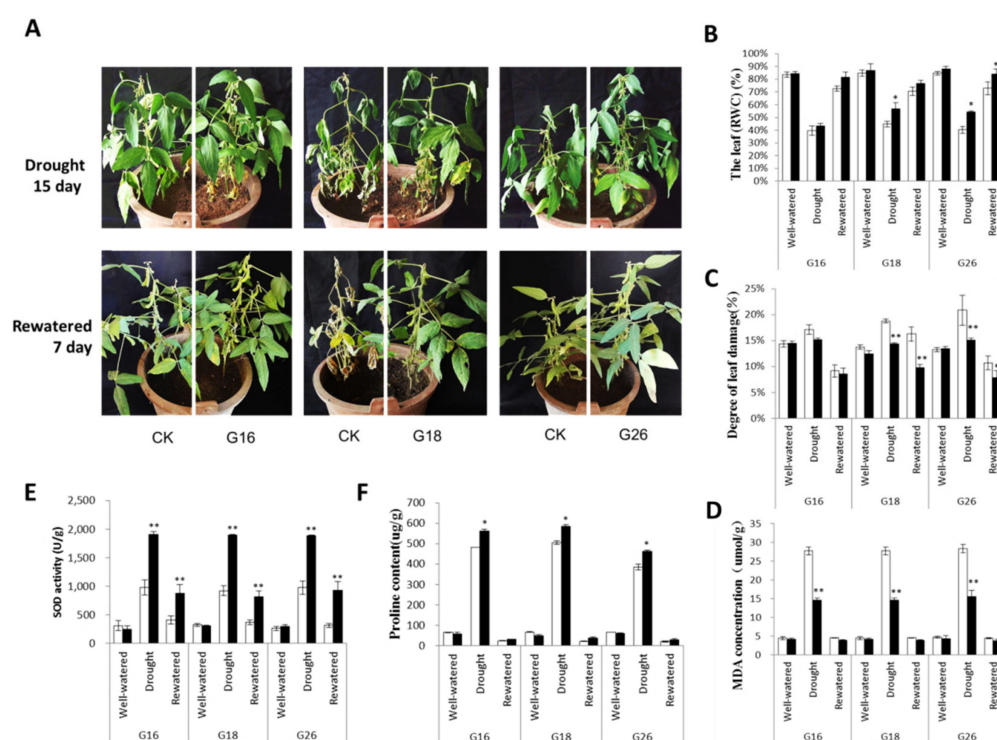 A
Drought
15 day
Rewatered
7 day
CK
G16
CK
G18
CK
G26
B
The leaf (RWC) (%)
100%
90%
80%
70%
60%
50%
40%
30%
20%
10%
0%
*
*
*
Well-watered
Drought
Rewatered
Well-watered
Drought
Rewatered
Well-watered
Drought
Rewatered
G16
G18
G26
C
Degree of leaf damage(%)
25%
20%
15%
10%
5%
0%
**
**
**
*
Well-watered
Drought
Rewatered
Well-watered
Drought
Rewatered
Well-watered
Drought
Rewatered
G16
G18
G26
E
SOD activity (U/g)
2,500
2,000
1,500
1,000
500
0
**
**
**
**
**
**
Well-watered
Drought
Rewatered
Well-watered
Drought
Rewatered
Well-watered
Drought
Rewatered
G16
G18
G26
F
Proline content(ug/g)
700
600
500
400
300
200
100
0
*
*
*
Well-watered
Drought
Rewatered
Well-watered
Drought
Rewatered
Well-watered
Drought
Rewatered
G16
G18
G26
D
MDA concentration（umol/g）
35
30
25
20
15
10
5
0
**
**
**
Well-watered
Drought
Rewatered
Well-watered
Drought
Rewatered
Well-watered
Drought
Rewatered
G16
G18
G26